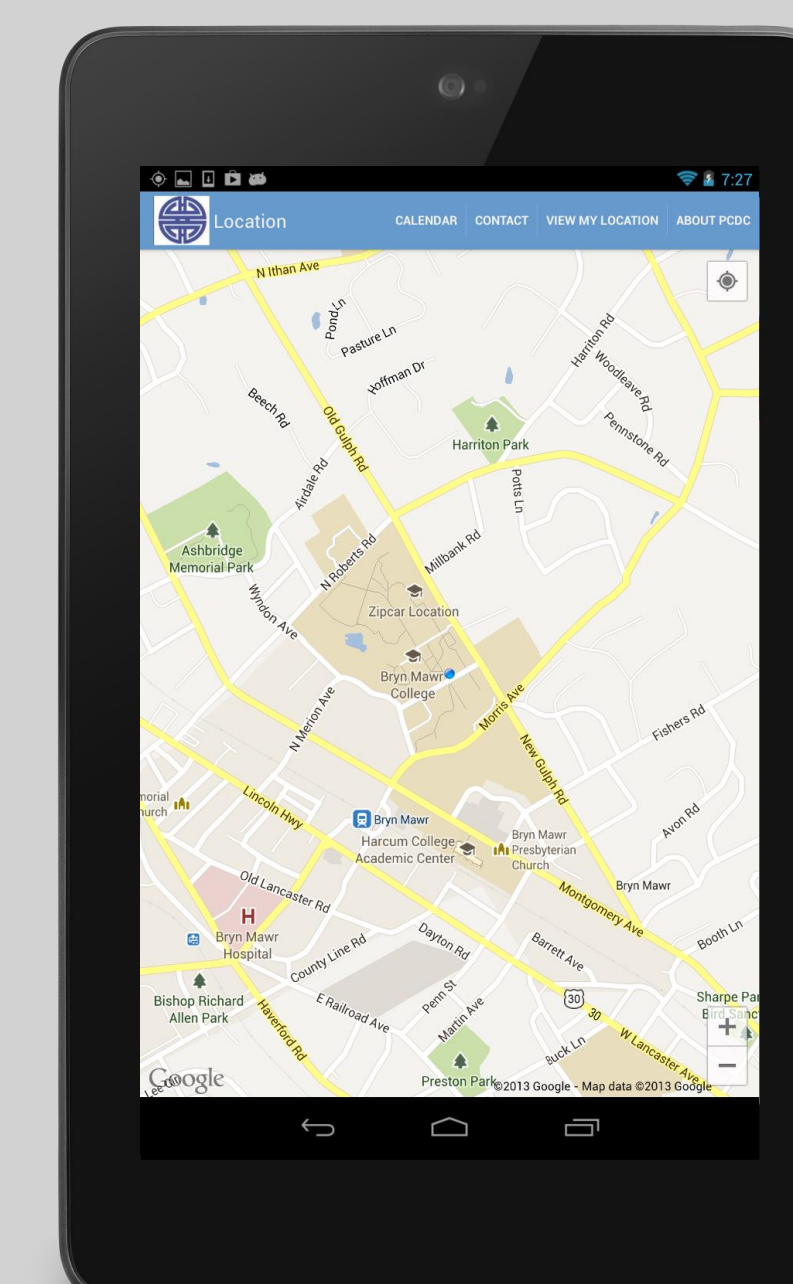 7:27
Location
CALENDAR
CONTACT
VIEW MY LOCATION
ABOUT PCDC
N Ithan Ave
Pond Ln
Pasture Ln
Hoffman Dr
Harriton Rd
Woodleave Rd
Beech Rd
Old Gulph Rd
Harriton Park
Pennstone Rd
Airdale Rd
Potts Ln
Ashbridge
Memorial Park
N Roberts Rd
Millbank Rd
Zipcar Location
Wyndon Ave
Bryn Mawr
College
N Merion Ave
Morris Ave
Fishers Rd
New Gulph Rd
morial
hurch
Lincoln Hwy
Bryn Mawr
Avon Rd
Harcum College
Academic Center
Bryn Mawr
Presbyterian
Church
Old Lancaster Rd
Bryn Mawr
Montgomery Ave
H
Bryn Mawr
Hospital
County Line Rd
Dayton Rd
Barrett Ave
Booth Ln
Bishop Richard
Allen Park
E Railroad Ave
Penn St
Martin Ave
30
30
Sharpe Par
Bird Sanc
+
Haverford Rd
Buck Ln
W Lancaster Ave
−
Google
Preston Park
©2013 Google - Map data ©2013 Google